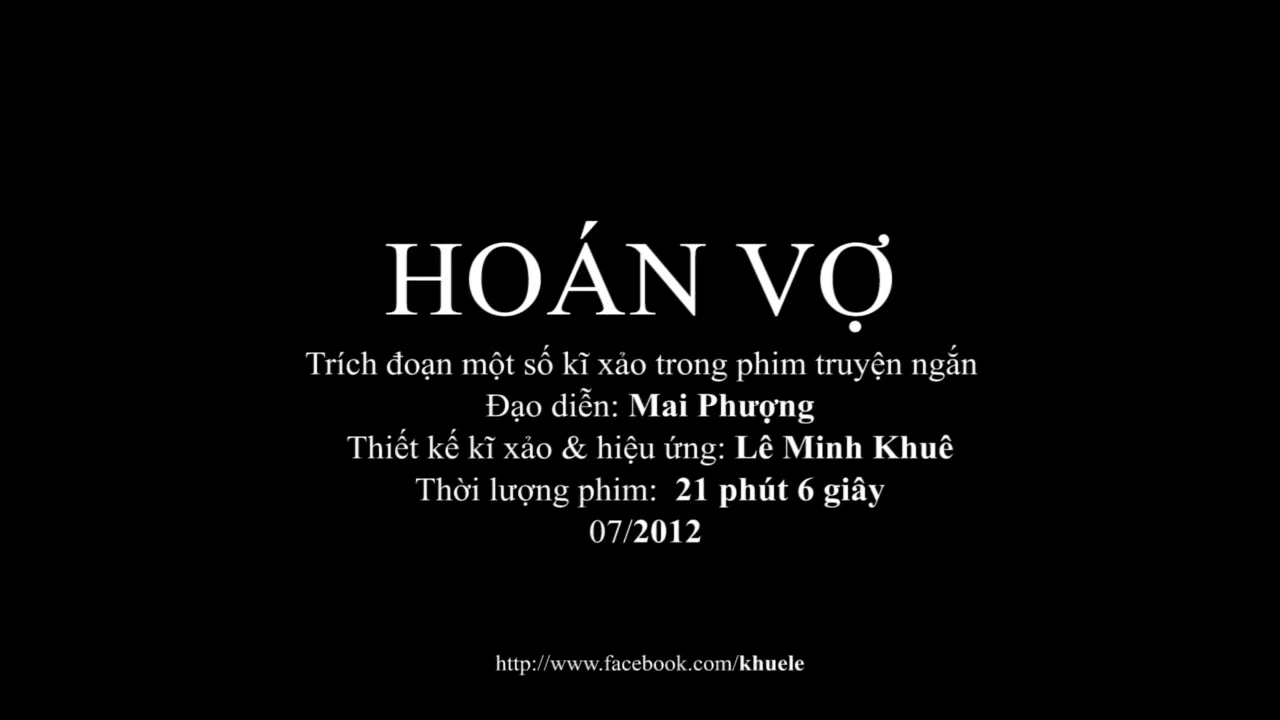 HOÁN VỢ
Trích đoạn một số kĩ xảo trong phim truyện ngắn
Đạo diễn: Mai Phượng
Thiết kế kĩ xảo & hiệu ứng: Lê Minh Khuê
Thời lượng phim: 21 phút 6 giây
07/2012
http://www.facebook.com/khuele